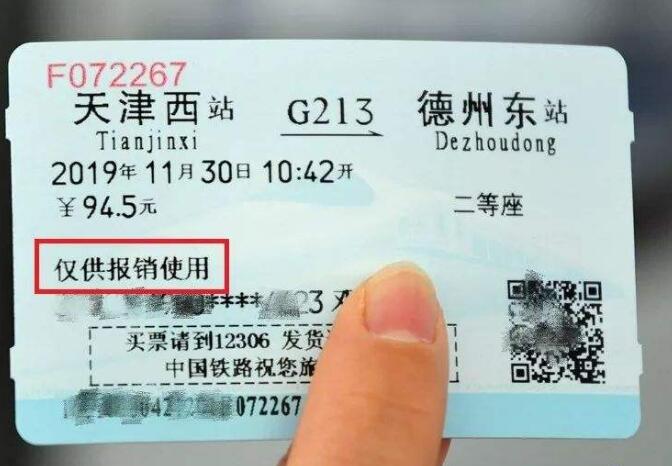 F072267
天津西站 G213 德州东站
Tianjinxi Dezhoudong
2019年11月30日10:42开
￥94.5元 二等座
仅供报销使用
****23
买票请到12306 发货
中国铁路祝您旅
072267